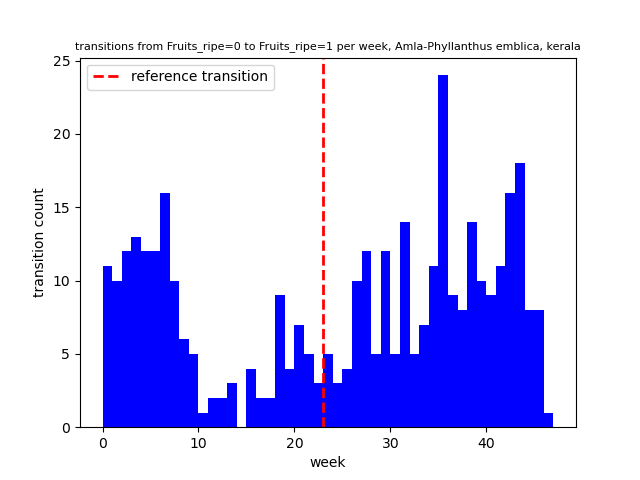 transitions from Fruits_ripe=0 to Fruits_ripe=1 per week, Amla-Phyllanthus emblica, kerala
reference transition
transition count
25
20
15
10
5
0
0 10 20 30 40
week